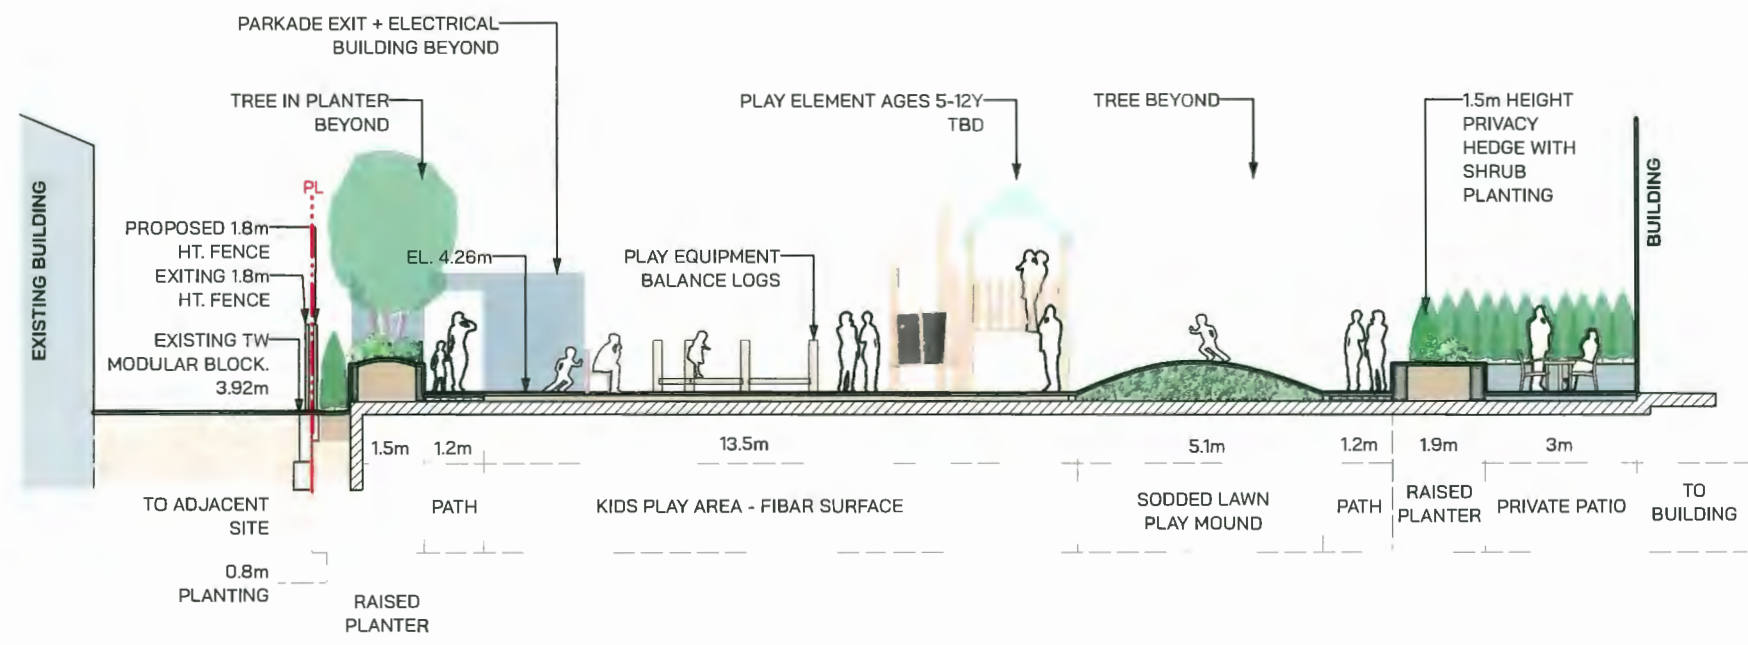 PARKADE EXIT + ELECTRICAL
BUILDING BEYOND
TREE IN PLANTER
BEYOND
PLAY ELEMENT AGES 5-12Y
TBD
TREE BEYOND
1.5m HEIGHT
PRIVACY
HEDGE WITH
SHRUB
PLANTING
EXISTING BUILDING
PL
BUILDING
PROPOSED 1.8m
HT. FENCE
EXITING 1.8m
HT. FENCE
EL. 4.26m
PLAY EQUIPMENT
BALANCE LOGS
EXISTING TW
MODULAR BLOCK.
3.92m
1.5m
1.2m
13.5m
5.1m
1.2m
1.9m
3m
TO ADJACENT
SITE
PATH
KIDS PLAY AREA - FIBAR SURFACE
SODDED LAWN
PLAY MOUND
PATH
RAISED
PLANTER
PRIVATE PATIO
TO
BUILDING
0.8m
PLANTING
RAISED
PLANTER